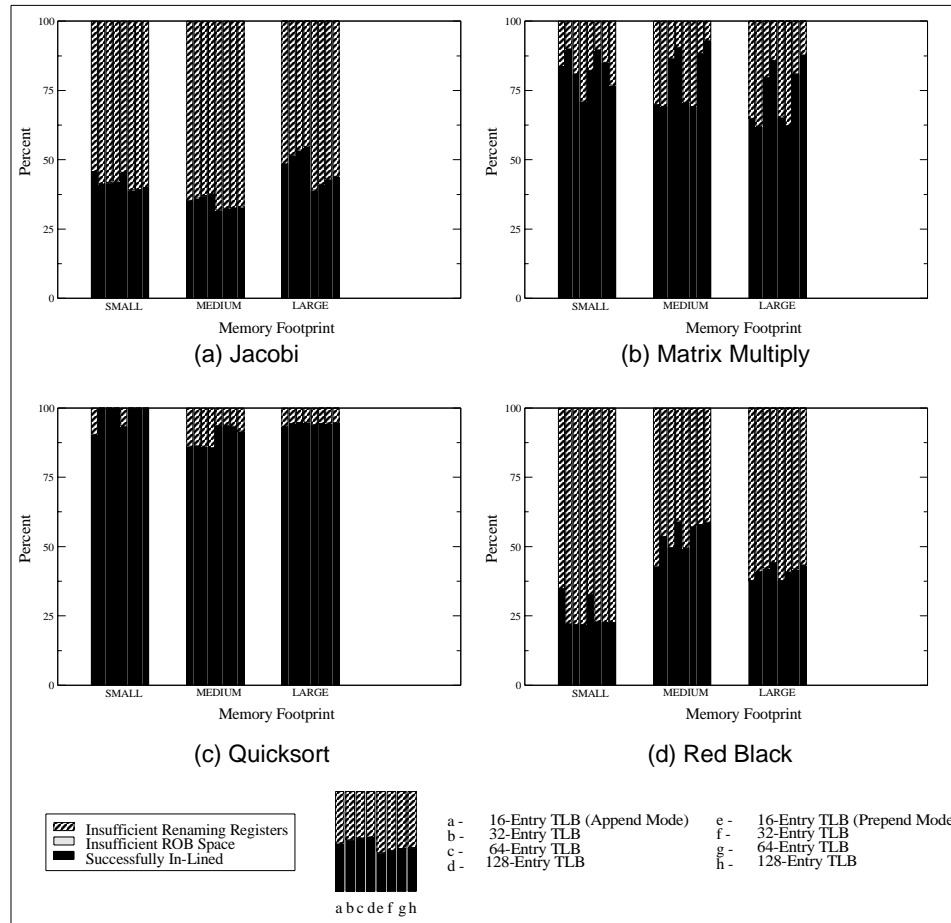 100
75
50
25
0
Percent
SMALL
MEDIUM
LARGE
Memory Footprint
(a) Jacobi
100
75
50
25
0
Percent
SMALL
MEDIUM
LARGE
Memory Footprint
(b) Matrix Multiply
100
75
50
25
0
Percent
SMALL
MEDIUM
LARGE
Memory Footprint
(c) Quicksort
100
75
50
25
0
Percent
SMALL
MEDIUM
LARGE
Memory Footprint
(d) Red Black
Insufficient Renaming Registers
Insufficient ROB Space
Successfully In-Lined
a b c d e f g h
a - 16-Entry TLB (Append Mode)
b - 32-Entry TLB
c - 64-Entry TLB
d - 128-Entry TLB
e - 16-Entry TLB (Prepend Mode
f - 32-Entry TLB
g - 64-Entry TLB
h - 128-Entry TLB